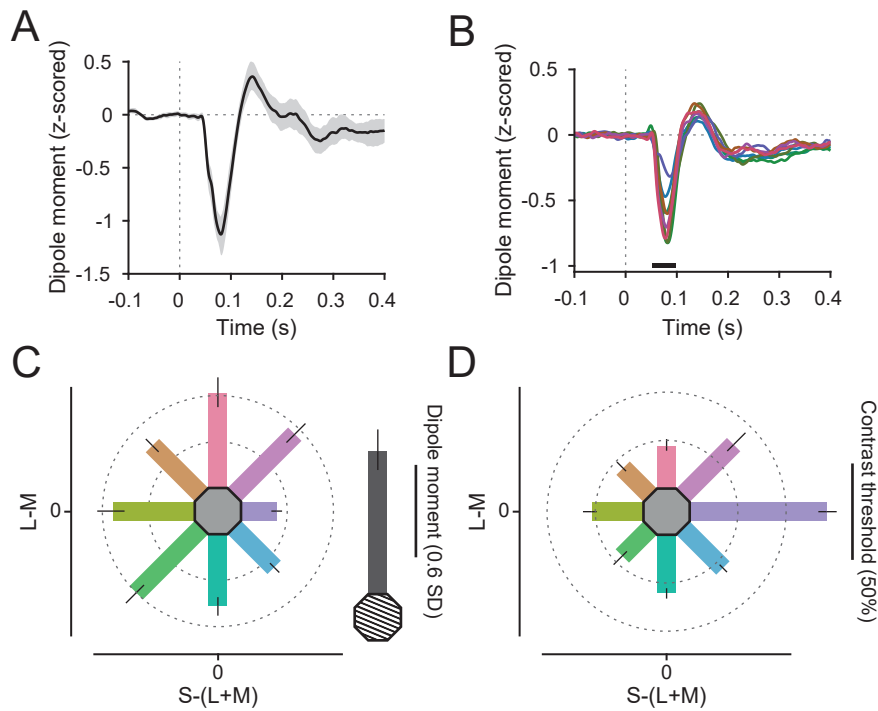 A
Dipole moment (z-scored)
0.5
0
-0.5
-1
-1.5
-0.1 0 0.1 0.2 0.3 0.4
Time (s)
B
Dipole moment (z-scored)
0.5
0
-0.5
-1
-0.1 0 0.1 0.2 0.3 0.4
Time (s)
C
L-M
0
0
S-(L+M)
Dipole moment (0.6 SD)
D
L-M
0
0
S-(L+M)
Contrast threshold (50%)